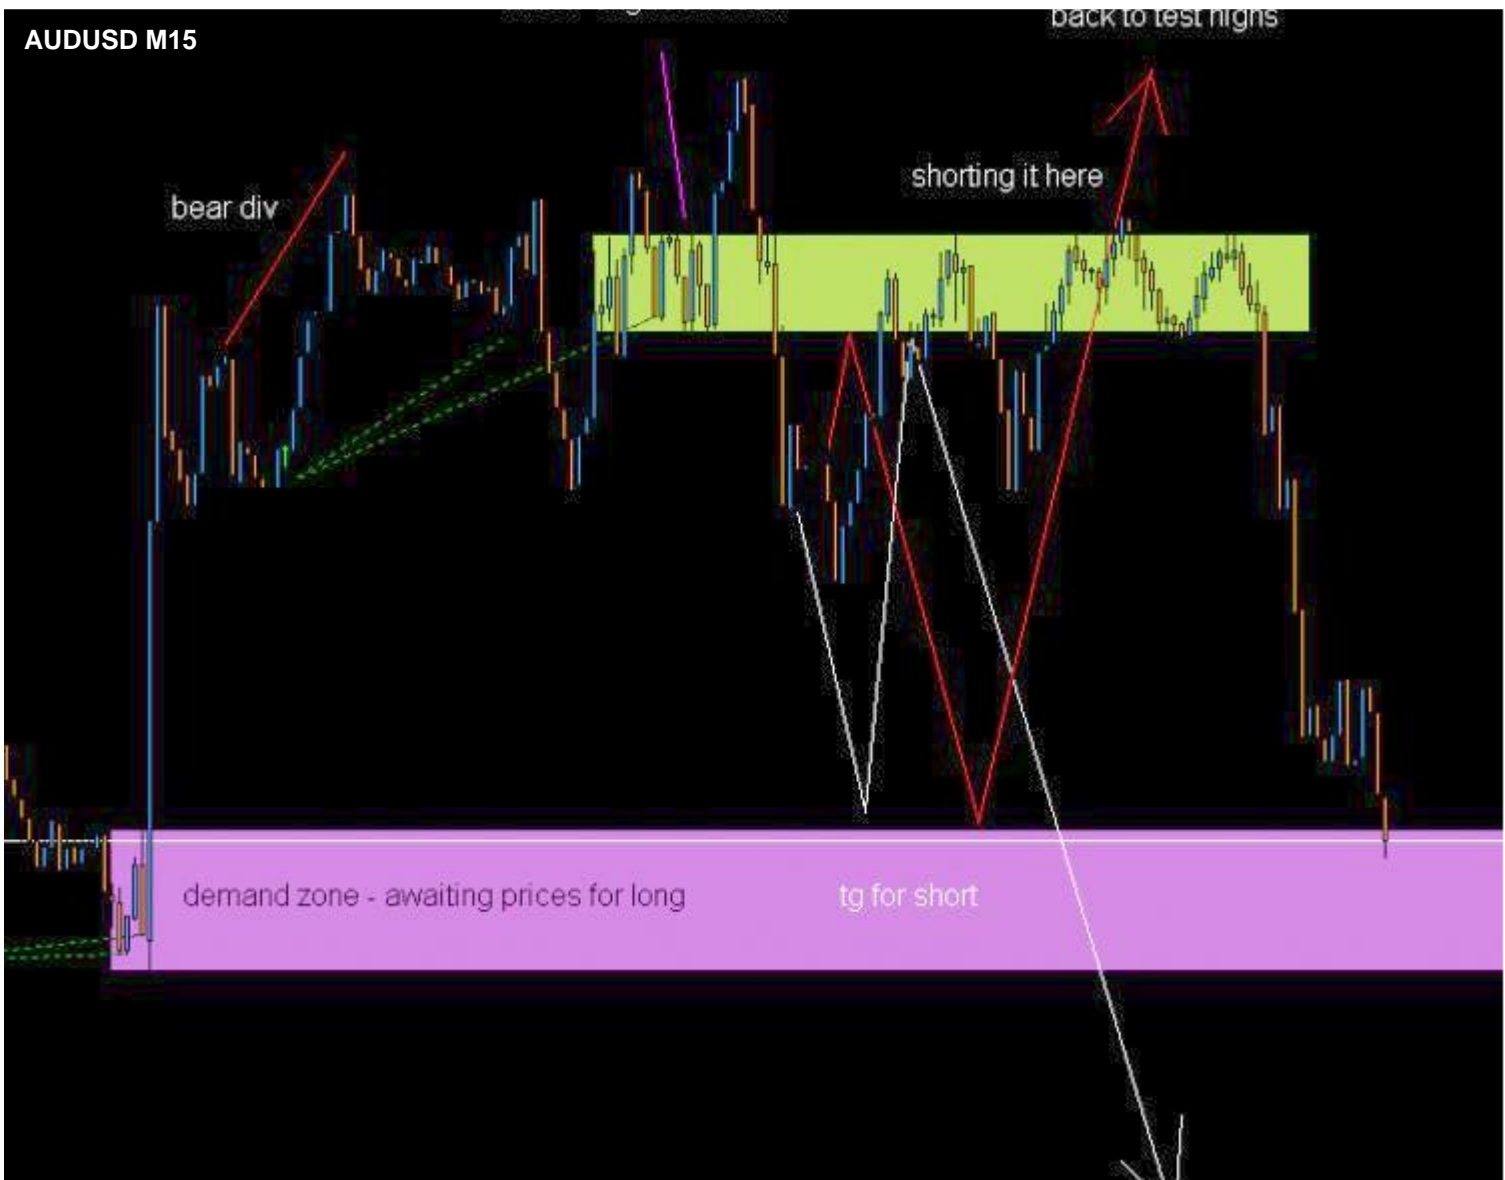 back to test highs
AUDUSD M15
shorting it here
bear div
demand zone - awaiting prices for long
tg for short